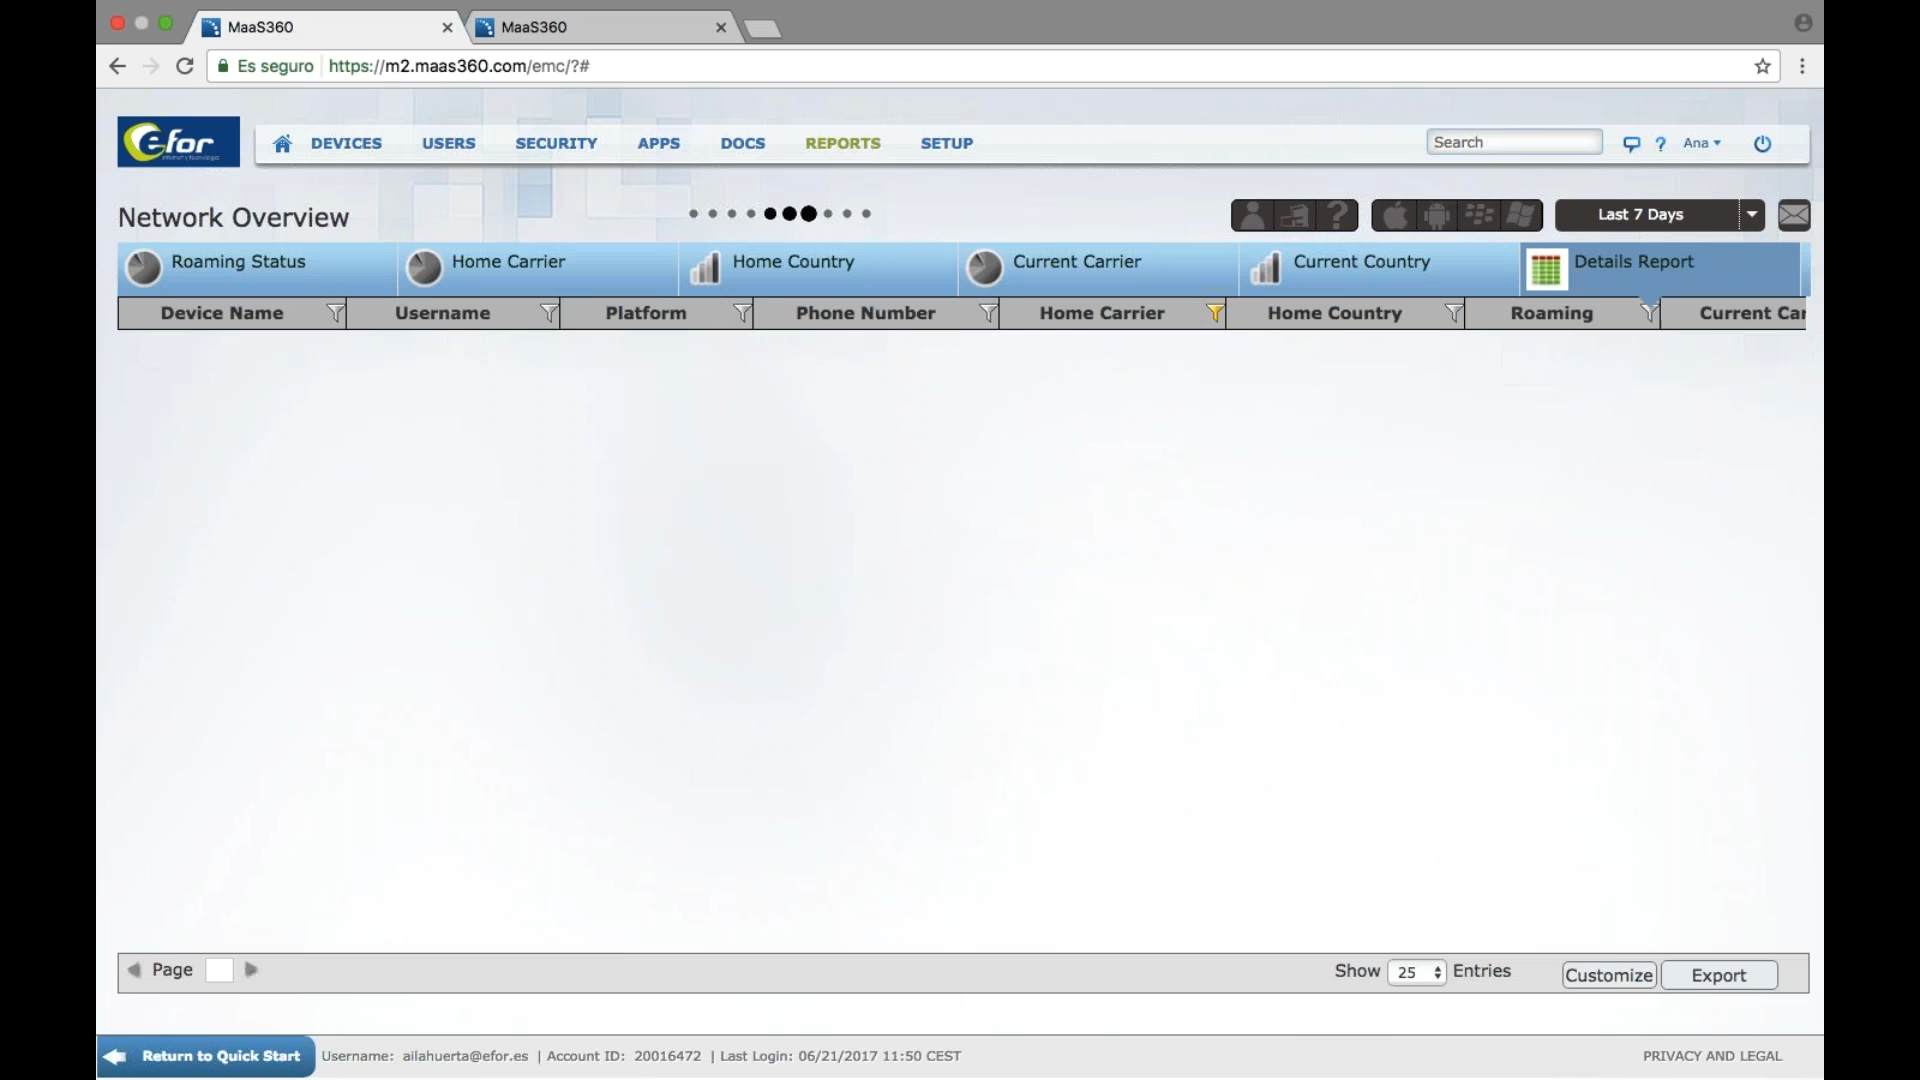 MaaS360
MaaS360
Es seguro https://m2.maas360.com/emc/?#
efor
DEVICES USERS SECURITY APPS DOCS REPORTS SETUP
Search ? Ana
Network Overview
Last 7 Days
Roaming Status Home Carrier Home Country Current Carrier Current Country Details Report
Device Name Username Platform Phone Number Home Carrier Home Country Roaming Current Car
Page
Show 25 Entries Customize Export
Return to Quick Start Username: ailahuerta@efor.es | Account ID: 20016472 | Last Login: 06/21/2017 11:50 CEST PRIVACY AND LEGAL